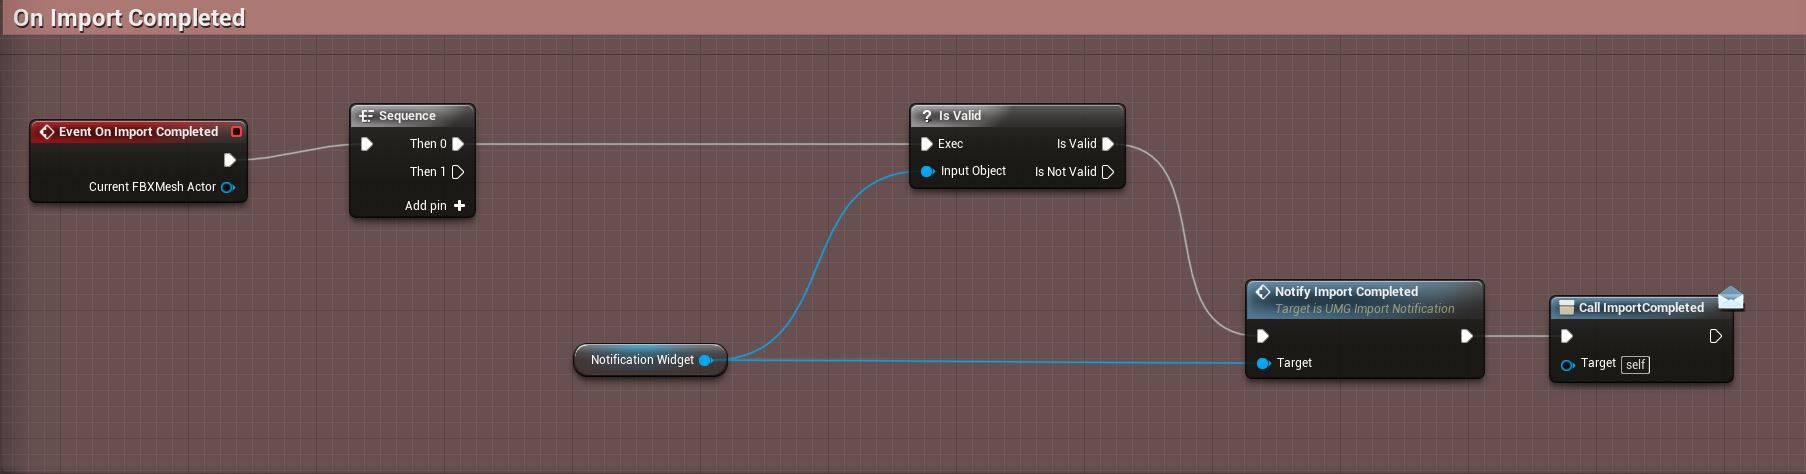 On Import Completed
Event On Import Completed
Current FBXMesh Actor
Sequence
Then 0
Then 1
Add pin
? Is Valid
Exec
Is Valid
Input Object
Is Not Valid
Notification Widget
Notify Import Completed
Target is UMG Import Notification
Target
Call ImportCompleted
Target self